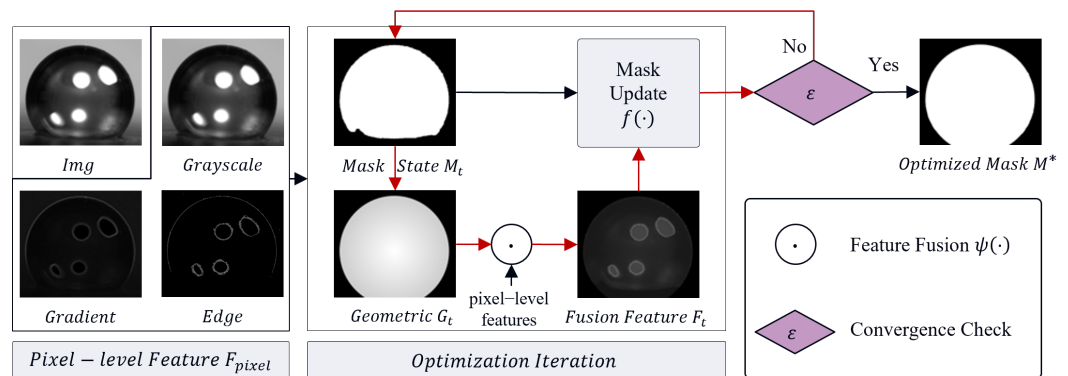 Img
Grayscale
Gradient
Edge
Pixel − level Feature F_pixel
Mask State M_t
Geometric G_t
pixel−level
features
Fusion Feature F_t
Mask
Update
f(·)
Optimization Iteration
No
ε
Yes
Optimized Mask M*
Feature Fusion ψ(·)
ε
Convergence Check